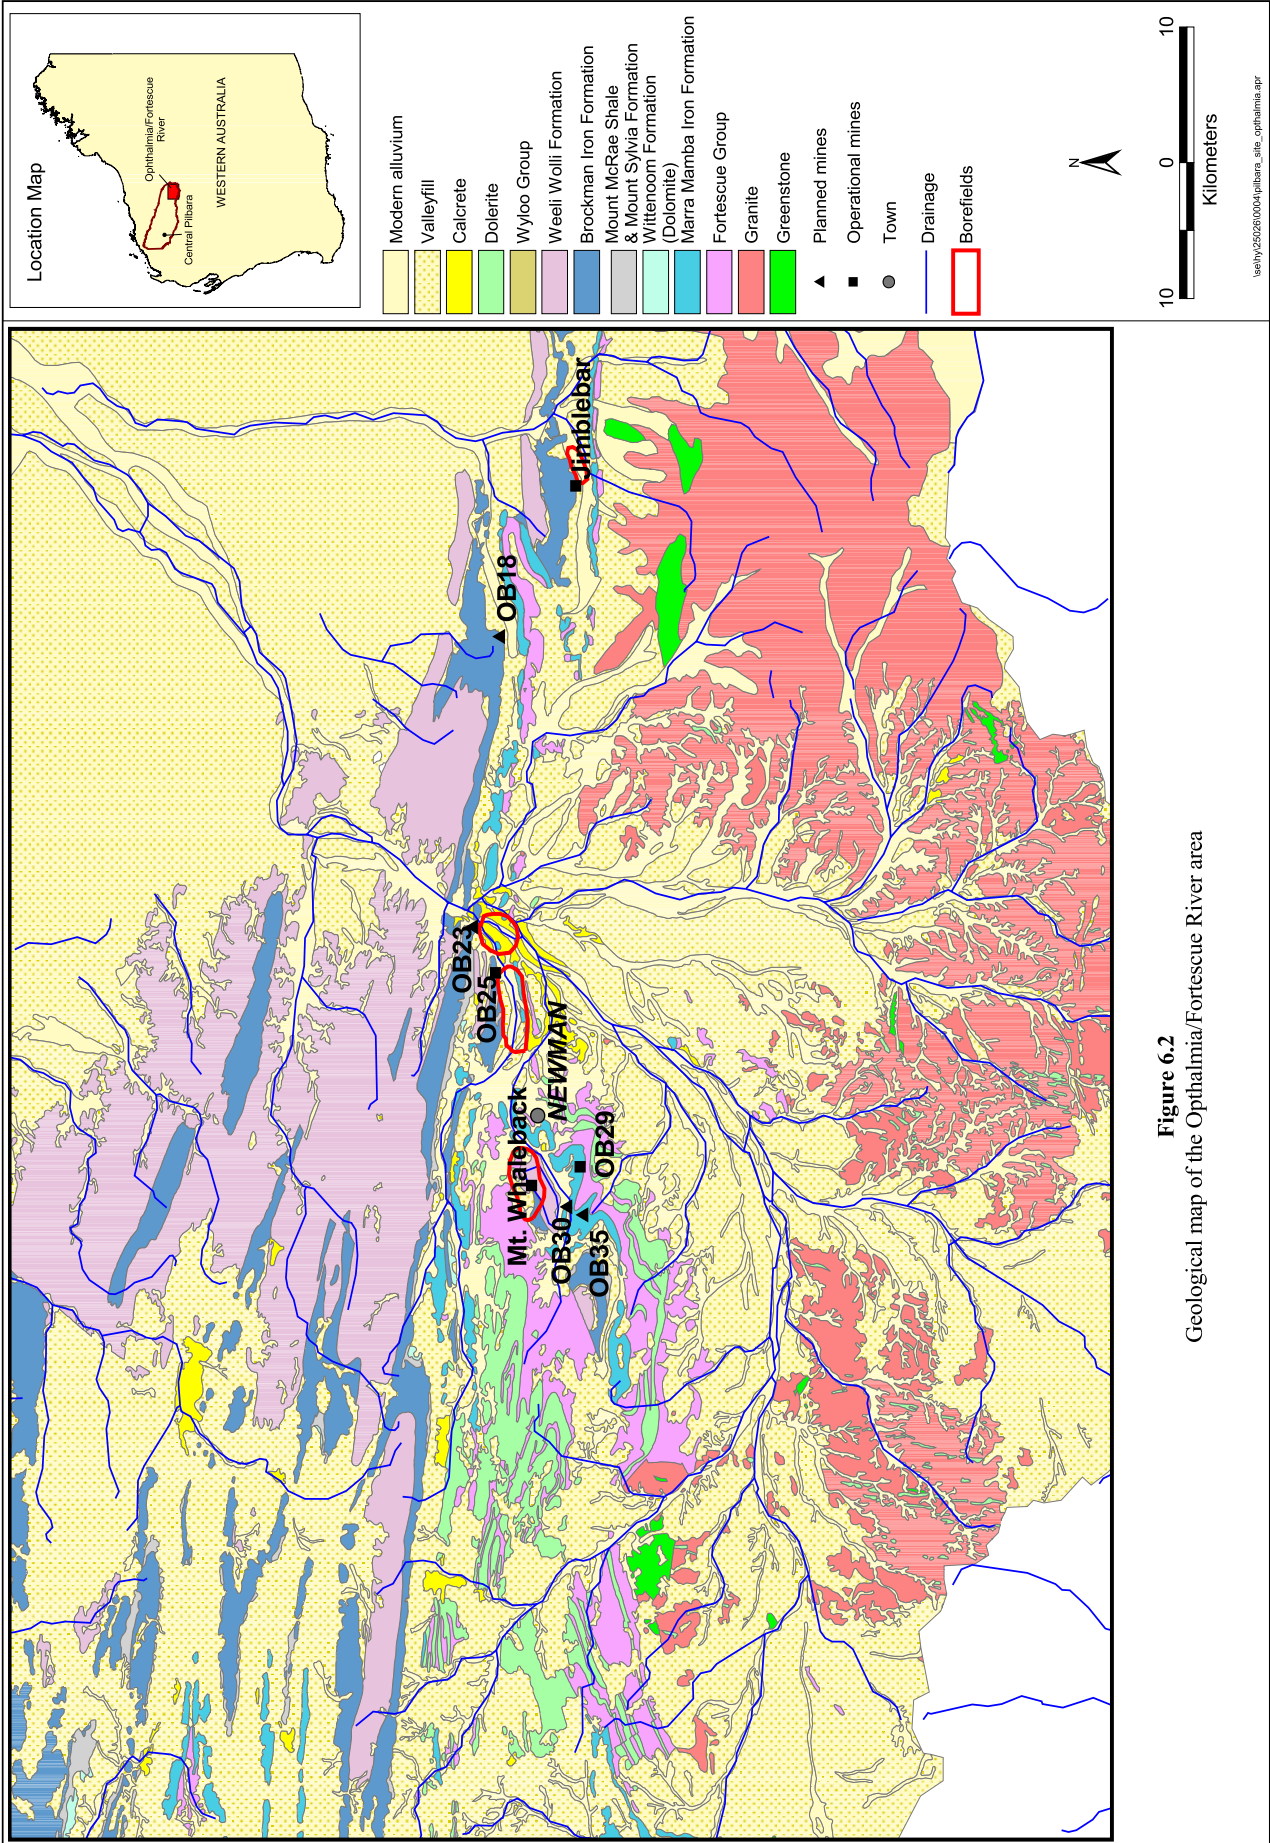 Location Map
Ophthalmia/Fortescue
River
Central Pilbara
WESTERN AUSTRALIA
Modern alluvium
Valleyfill
Calcrete
Dolerite
Wyloo Group
Weeli Wolli Formation
Brockman Iron Formation
Mount McRae Shale
& Mount Sylvia Formation
Wittenoom Formation
(Dolomite)
Marra Mamba Iron Formation
Fortescue Group
Granite
Greenstone
Planned mines
Operational mines
Town
Drainage
Borefields
N
10 0 10
Kilometers
\se\hy\25026\0004\pilbara_site_opthalmia.apr
Jimblebar
OB18
OB23
OB25
NEWMAN
Mt. Whaleback
OB29
OB30
OB35
Figure 6.2
Geological map of the Opthalmia/Fortescue River area